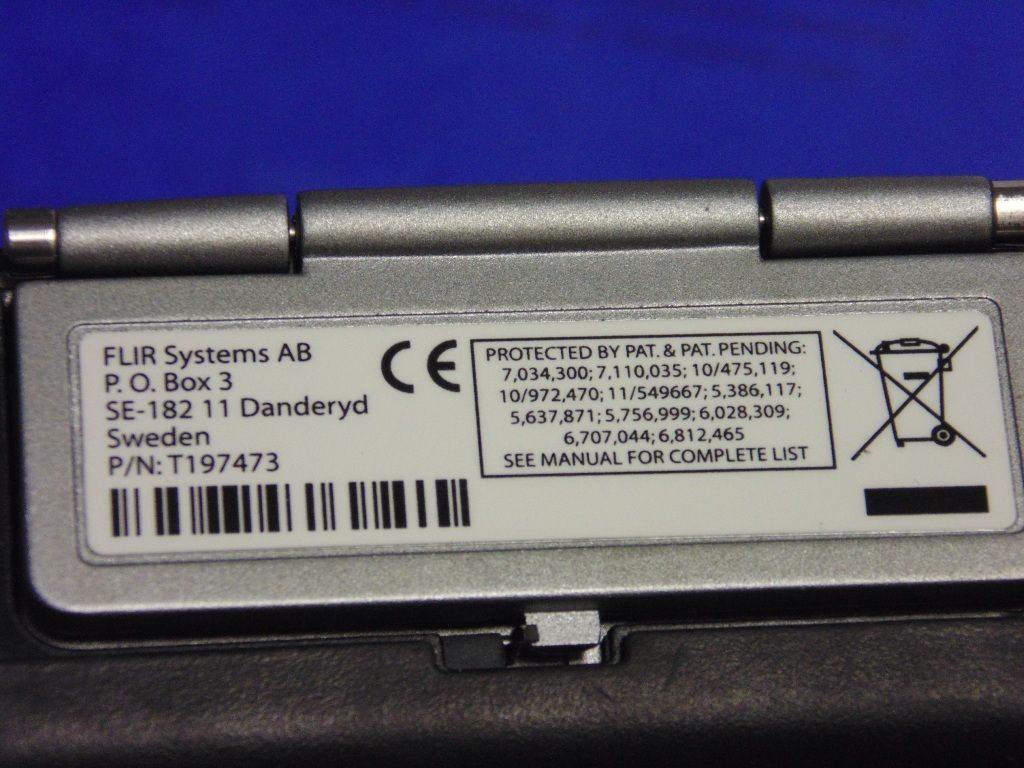 FLIR Systems AB
P. O. Box 3
SE-182 11 Danderyd
Sweden
P/N: T197473
CE
PROTECTED BY PAT. & PAT. PENDING:
7,034,300; 7,110,035; 10/475,119;
10/972,470; 11/549667; 5,386,117;
5,637,871; 5,756,999; 6,028,309;
6,707,044; 6,812,465
SEE MANUAL FOR COMPLETE LIST